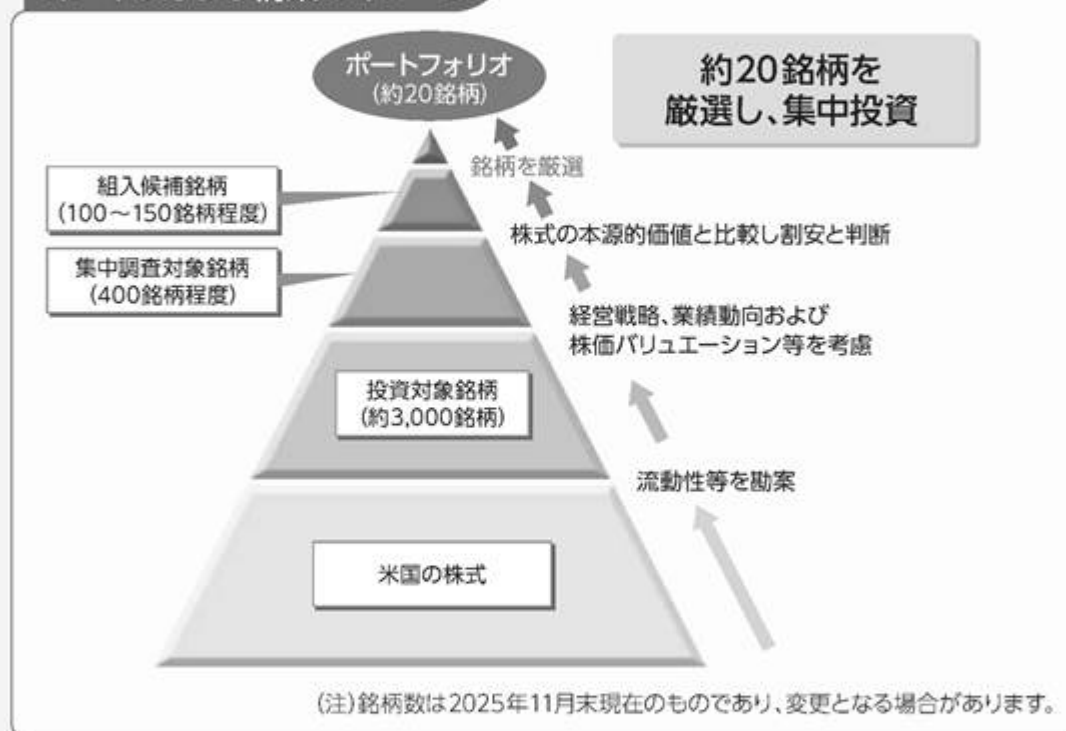 ポートフォリオ
(約20銘柄)
約20銘柄を
厳選し、集中投資
銘柄を厳選
組入候補銘柄
(100～150銘柄程度)
株式の本源的価値と比較し割安と判断
集中調査対象銘柄
(400銘柄程度)
経営戦略、業績動向および
株価バリュエーション等を考慮
投資対象銘柄
(約3,000銘柄)
流動性等を勘案
米国の株式
(注)銘柄数は2025年11月末現在のものであり、変更となる場合があります。